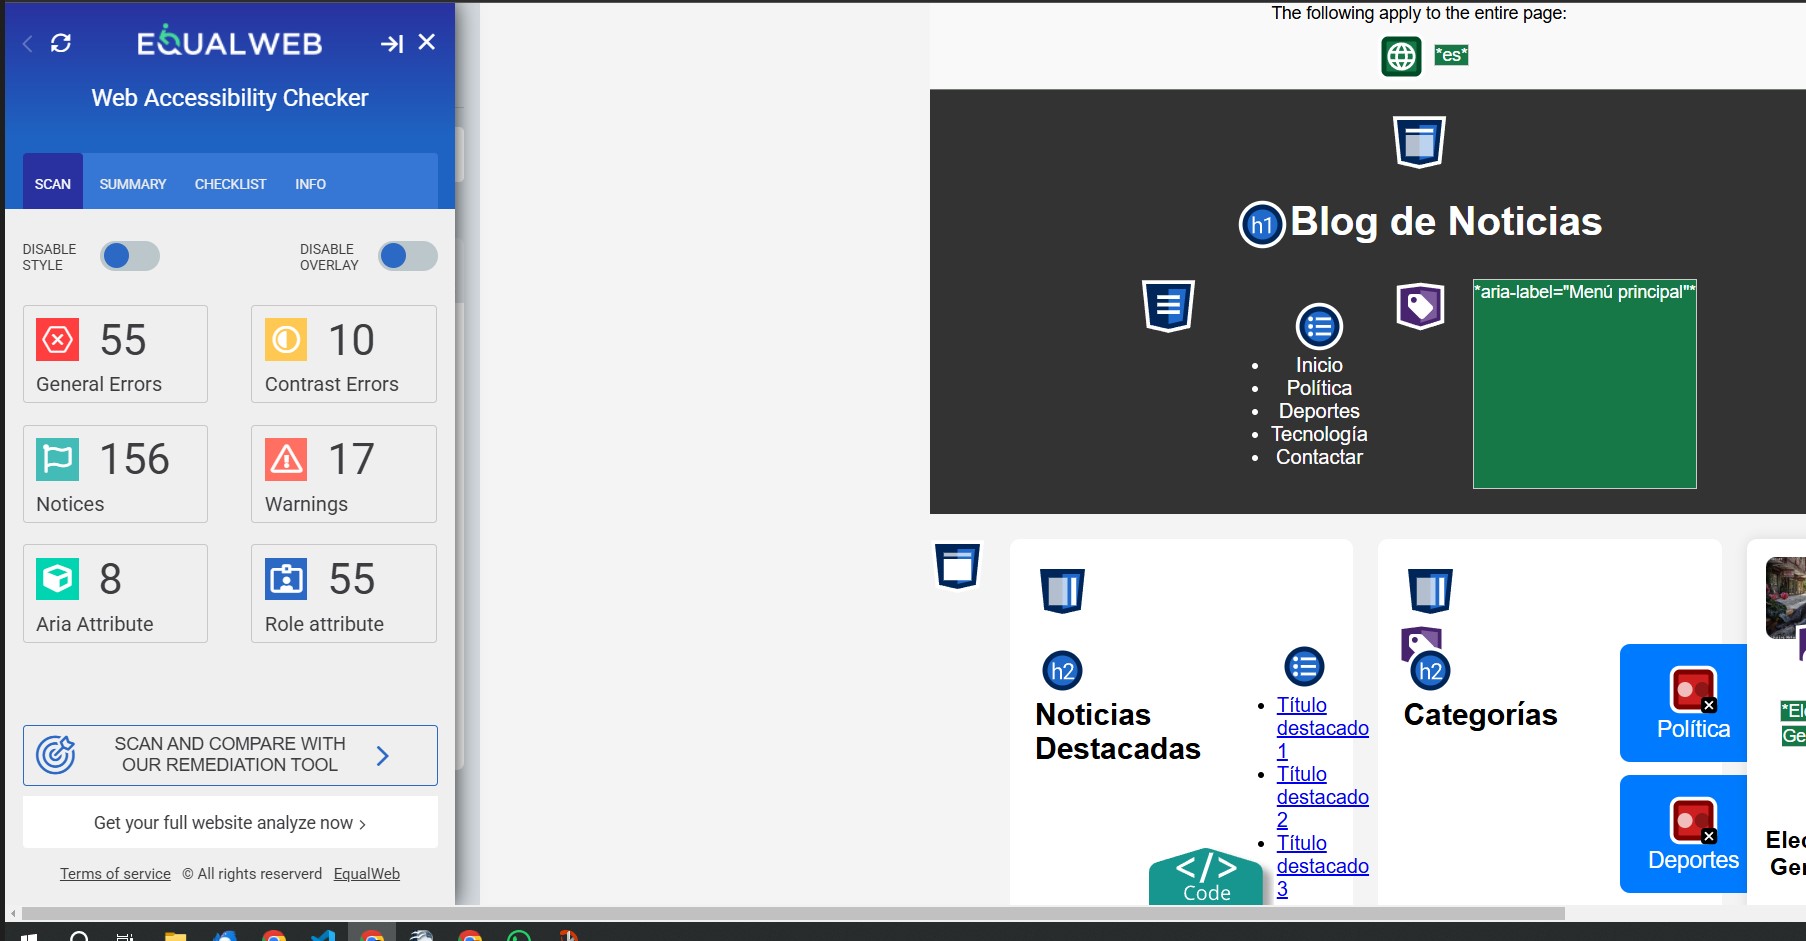 EQUALWEB
Web Accessibility Checker
SCAN
SUMMARY
CHECKLIST
INFO
DISABLE
STYLE
DISABLE
OVERLAY
55
General Errors
10
Contrast Errors
156
Notices
17
Warnings
8
Aria Attribute
55
Role attribute
SCAN AND COMPARE WITH
OUR REMEDIATION TOOL
Get your full website analyze now ›
Terms of service © All rights reserverd EqualWeb
The following apply to the entire page:
*es*
h1 Blog de Noticias
*aria-label="Menú principal"*
• Inicio
• Política
• Deportes
• Tecnología
• Contactar
h2
Noticias
Destacadas
• Título
destacado
1
• Título
destacado
2
• Título
destacado
3
</>
Code
h2
Categorías
Política
Deportes